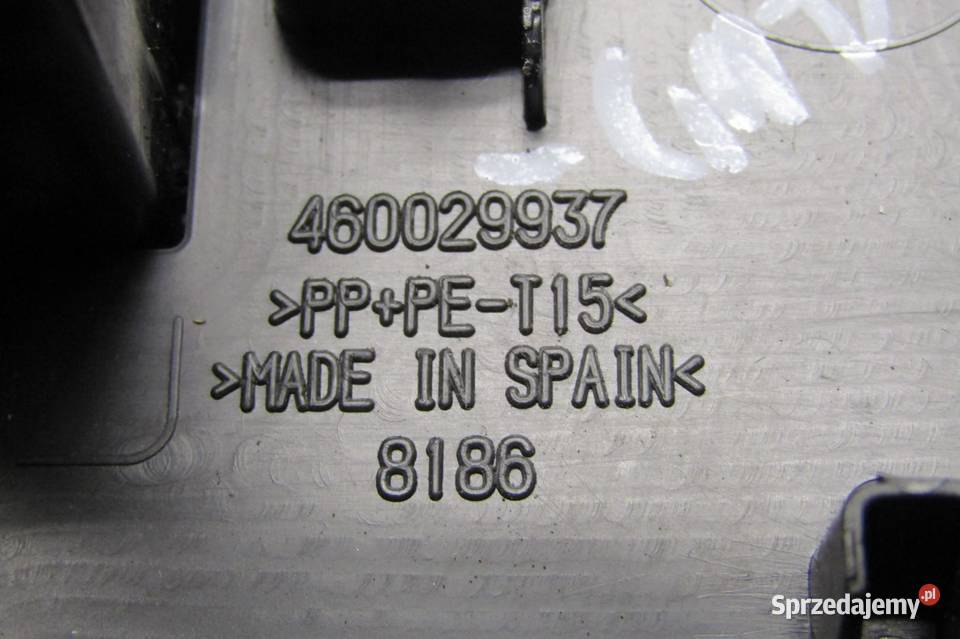 460029937
>PP+PE-T15<
>MADE IN SPAIN<
8186
Sprzedajemy.pl